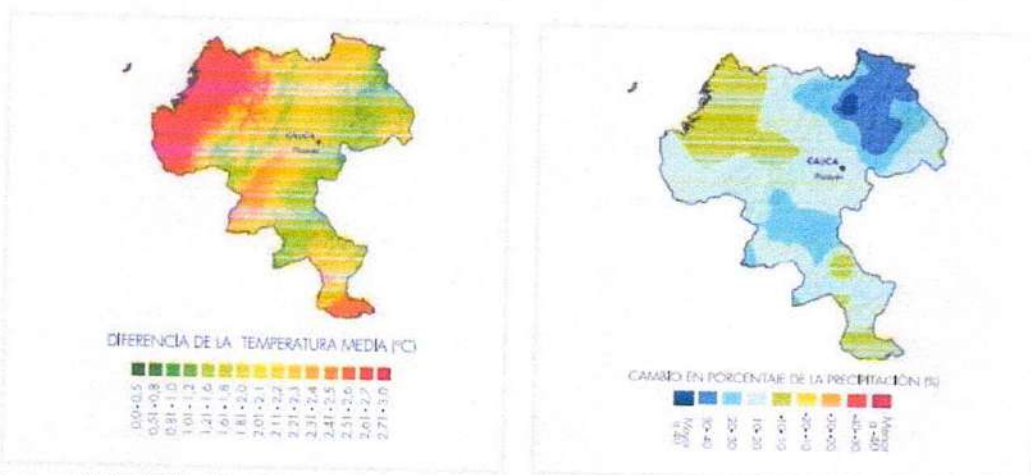 CAUCA
Popayán
DIFERENCIA DE LA TEMPERATURA MEDIA (ºC)
0,0•0,5
0,51•0,8
0,81•1,0
1,01•1,2
1,21•1,6
1,61•1,8
1,81•2,0
2,01•2,1
2,11•2,2
2,21•2,3
2,31•2,4
2,41•2,5
2,51•2,6
2,61•2,7
2,71•3,0
CAUCA
Popayán
CAMBIO EN PORCENTAJE DE LA PRECIPITACIÓN (%)
Mayor a 40
30•40
20•30
10•20
Menor a -40